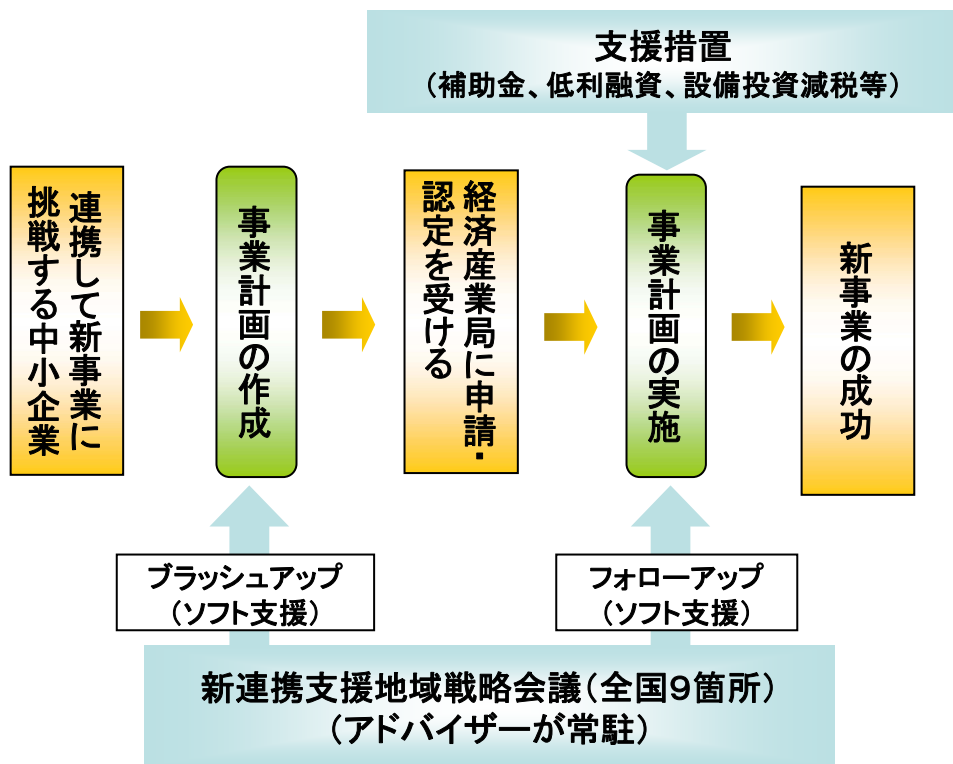 支援措置
（補助金、低利融資、設備投資減税等）
連携して新事業に
挑戦する中小企業
事業計画の作成
経済産業局に申請・
認定を受ける
事業計画の実施
新事業の成功
ブラッシュアップ
（ソフト支援）
フォローアップ
（ソフト支援）
新連携支援地域戦略会議（全国９箇所）
（アドバイザーが常駐）